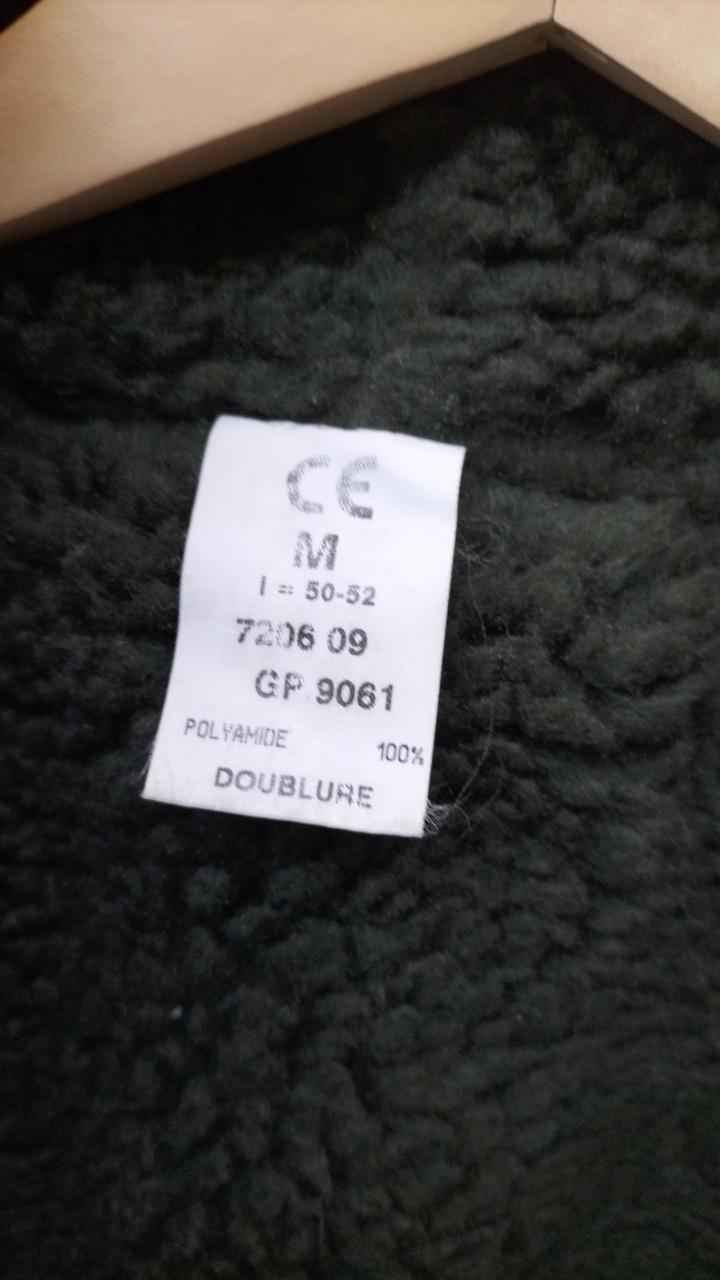 CE
M
I = 50-52
7206 09
GP 9061
POLYAMIDE 100%
DOUBLURE